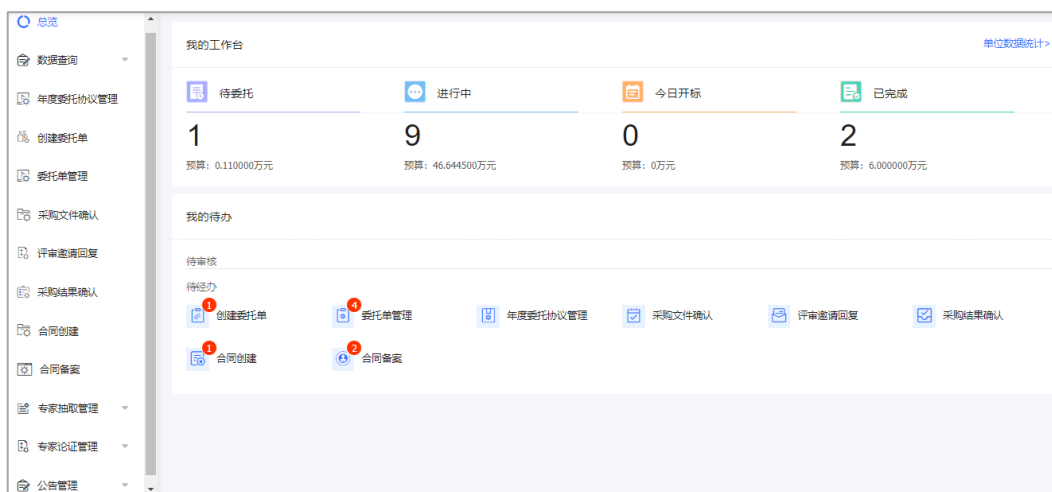 总览
数据查询
年度委托协议管理
创建委托单
委托单管理
采购文件确认
评审邀请回复
采购结果确认
合同创建
合同备案
专家抽取管理
专家论证管理
公告管理
我的工作台
单位数据统计>
待委托
进行中
今日开标
已完成
1
9
0
2
预算：0.110000万元
预算：46.644500万元
预算：0万元
预算：6.000000万元
我的待办
待审核
待经办
1
创建委托单
4
委托单管理
年度委托协议管理
采购文件确认
评审邀请回复
采购结果确认
1
合同创建
2
合同备案